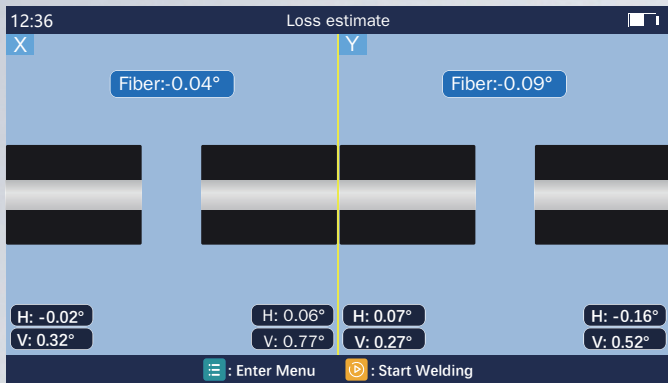 12:36 Loss estimate
X Y
Fiber:-0.04° Fiber:-0.09°
H: -0.02° H: 0.06° H: 0.07° H: -0.16°
V: 0.32° V: 0.77° V: 0.27° V: 0.52°
: Enter Menu : Start Welding